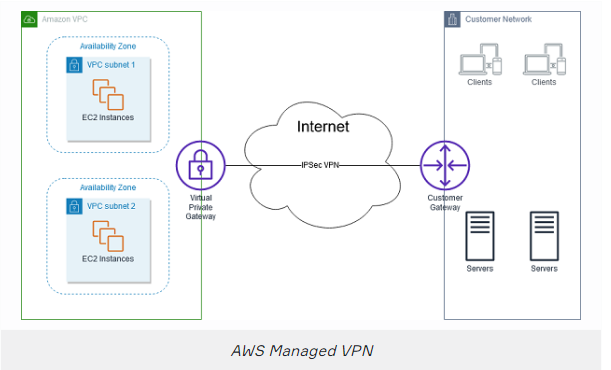 Amazon VPC
Customer Network
Availability Zone
VPC subnet 1
EC2 Instances
Clients
Clients
Internet
IPSec VPN
Virtual
Private
Gateway
Customer
Gateway
Availability Zone
VPC subnet 2
EC2 Instances
Servers
Servers
AWS Managed VPN